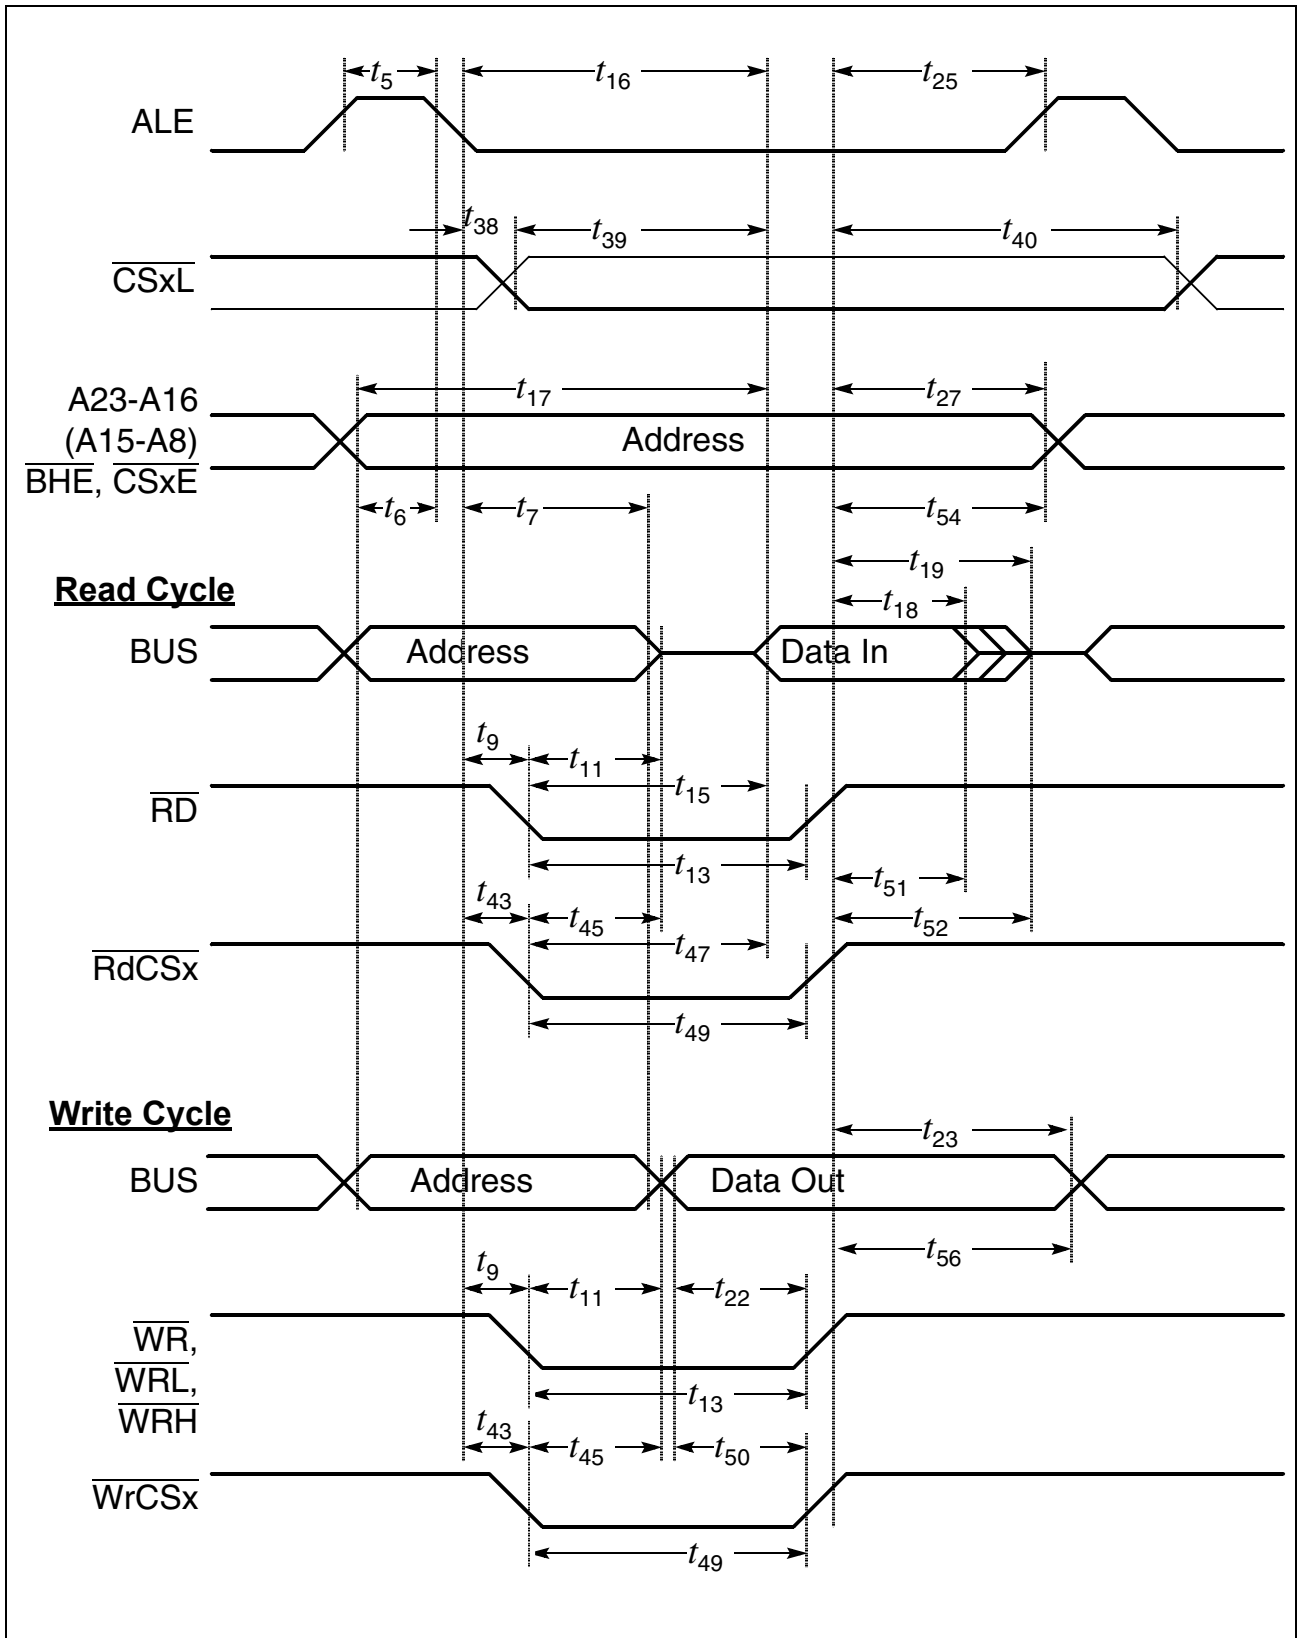 t5 t16 t25
ALE
t38 t39 t40
CSxL
t17 t27
A23-A16
(A15-A8)
BHE, CSxE
Address
t6 t7 t54
t19
Read Cycle
t18
BUS Address Data In
t9 t11
t15
RD
t13
t51
t43 t45 t52
t47
RdCSx
t49
Write Cycle
t23
BUS Address Data Out
t56
t9 t11 t22
WR,
WRL,
WRH
t13
t43 t45 t50
WrCSx
t49